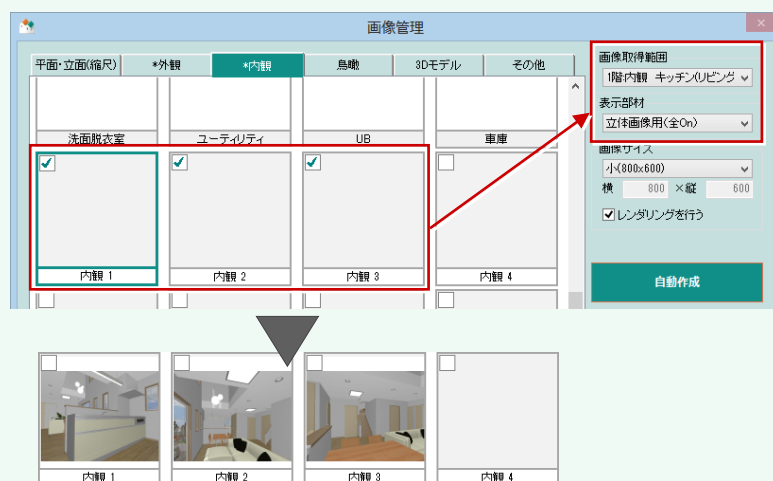 画像管理
平面・立面(縮尺) *外観 *内観 鳥瞰 3Dモデル その他
洗面脱衣室 ユーティリティ UB 車庫
内観 1 内観 2 内観 3 内観 4
画像取得範囲
1階:内観 キッチン(リビング
表示部材
立体画像用(全On)
画像サイズ
小(800x600)
横 800 ×縦 600
レンダリングを行う
自動作成
内観 1 内観 2 内観 3 内観 4